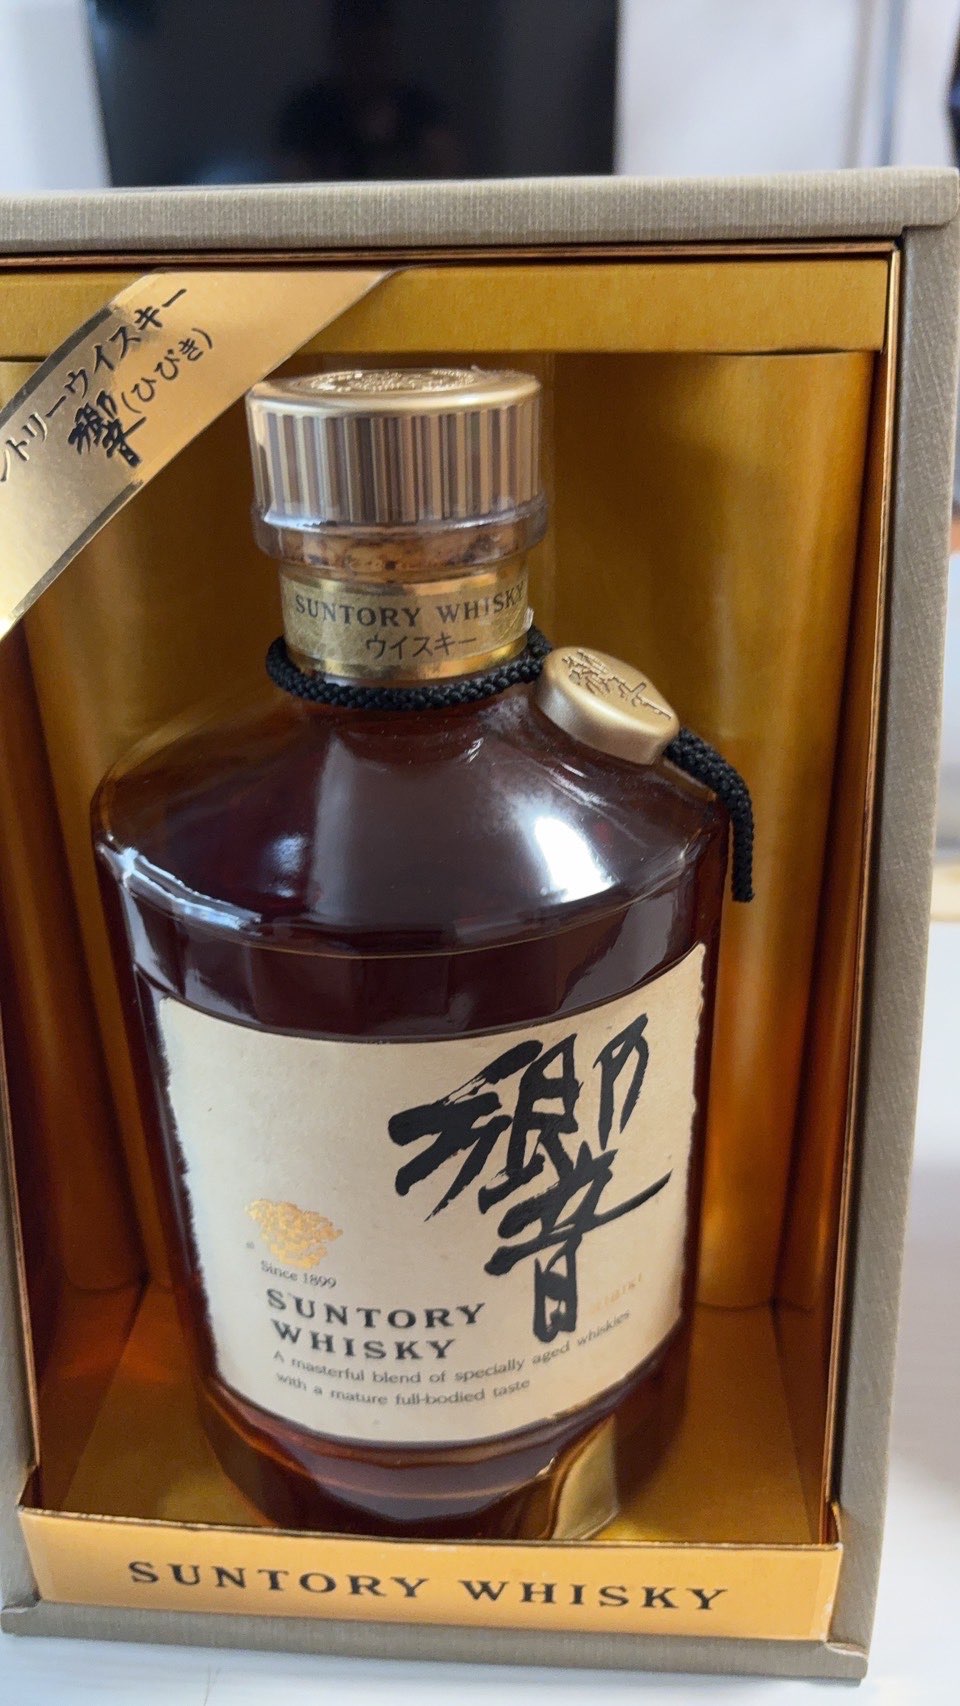 トリーウイスキー
響(ひびき)
SUNTORY WHISKY
ウイスキー
響
響
Since 1899
SUNTORY
WHISKY
A masterful blend of specially aged whiskies
with a mature full-bodied taste
SUNTORY WHISKY